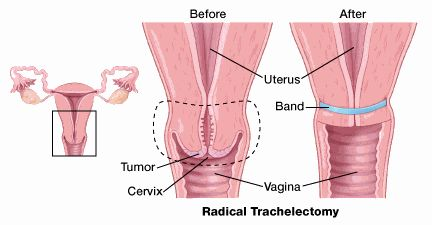 Before
After
Uterus
Band
Tumor
Cervix
Vagina
Radical Trachelectomy